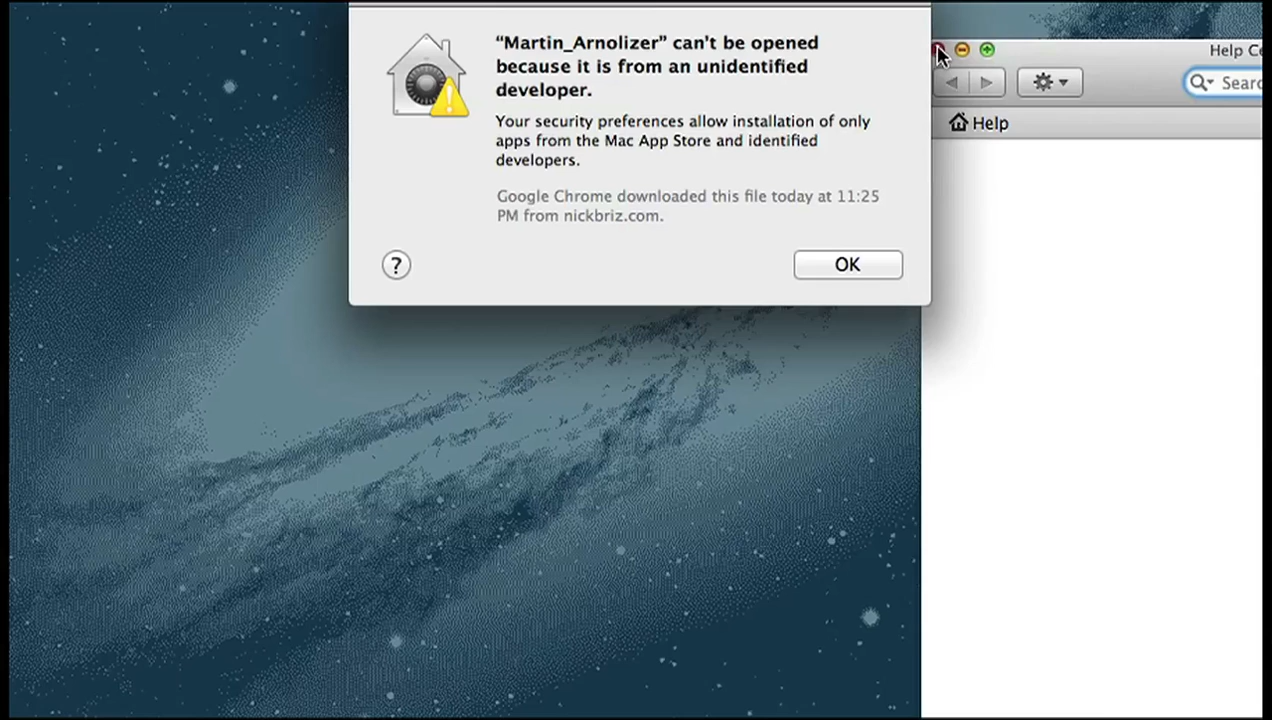 “Martin_Arnolizer” can't be opened
because it is from an unidentified
developer.
Your security preferences allow installation of only
apps from the Mac App Store and identified
developers.
Google Chrome downloaded this file today at 11:25
PM from nickbriz.com.
?
OK
Help
Help